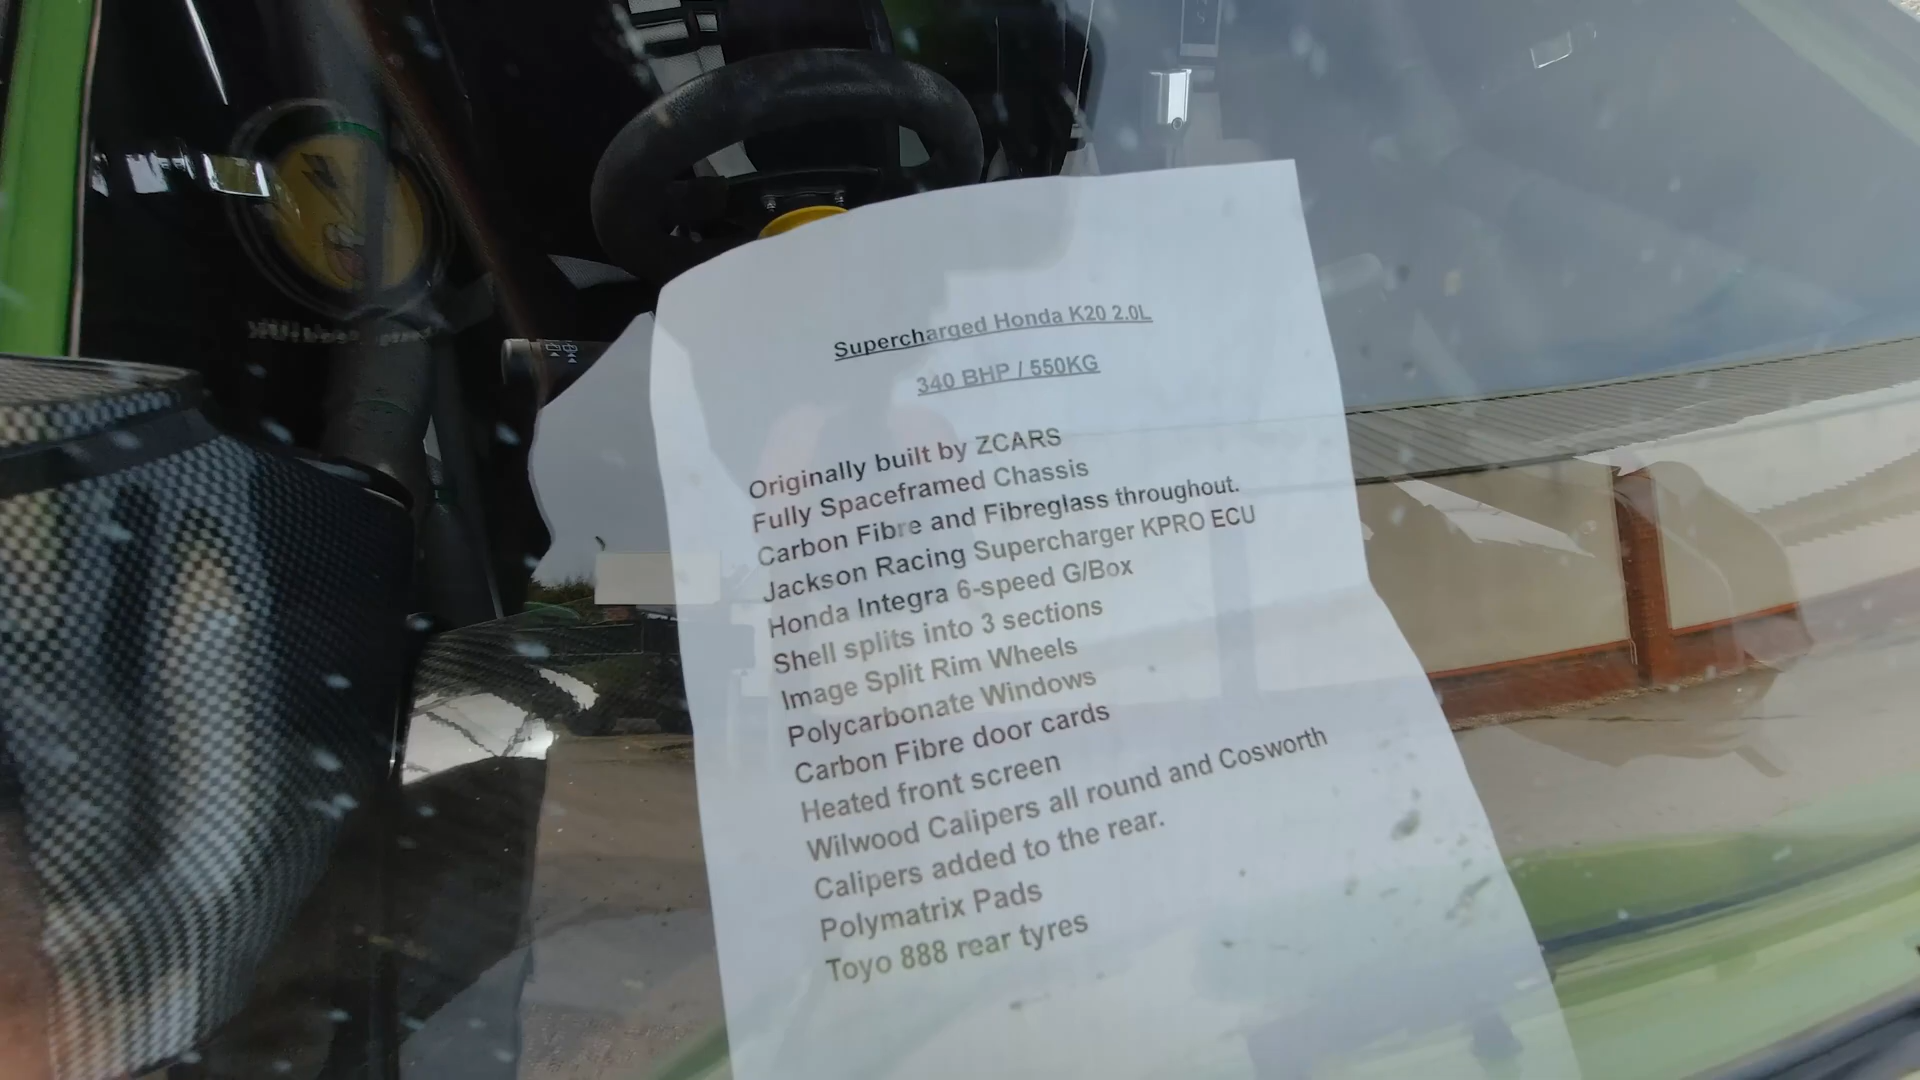 Supercharged Honda K20 2.0L
340 BHP / 550KG
Originally built by ZCARS
Fully Spaceframed Chassis
Carbon Fibre and Fibreglass throughout.
Jackson Racing Supercharger KPRO ECU
Honda Integra 6-speed G/Box
Shell splits into 3 sections
Image Split Rim Wheels
Polycarbonate Windows
Carbon Fibre door cards
Heated front screen
Wilwood Calipers all round and Cosworth
Calipers added to the rear.
Polymatrix Pads
Toyo 888 rear tyres